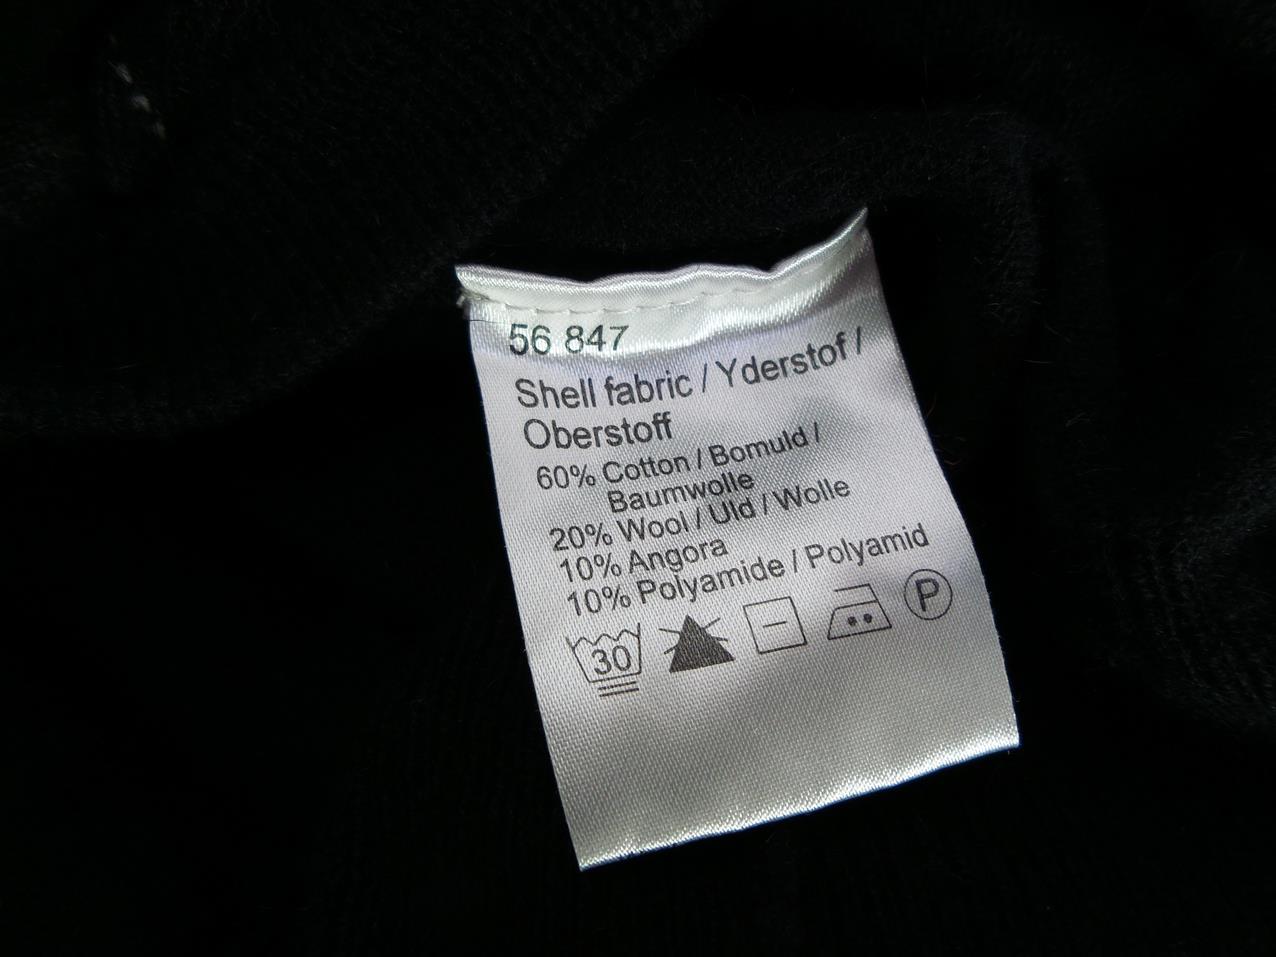 56 847
Shell fabric / Yderstof /
Oberstoff
60% Cotton / Bomuld /
Baumwolle
20% Wool / Uld / Wolle
10% Angora
10% Polyamide / Polyamid
30 P